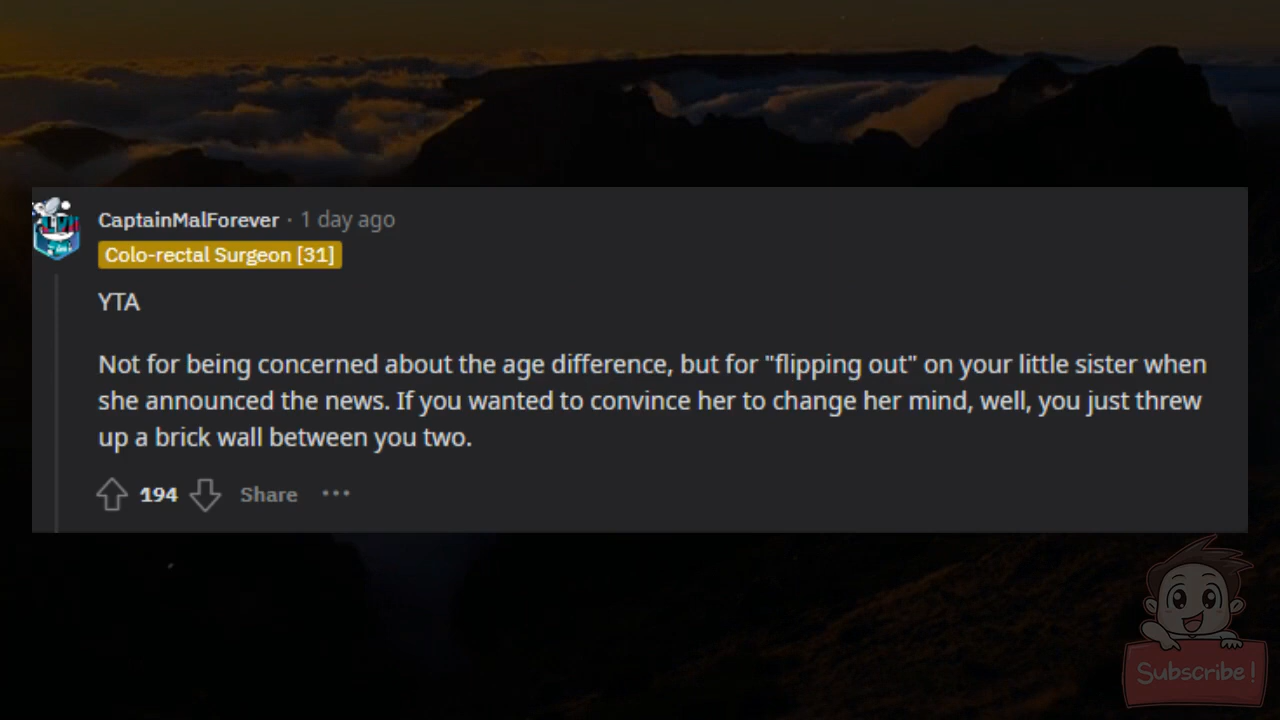 CaptainMalForever · 1 day ago
Colo-rectal Surgeon [31]
YTA
Not for being concerned about the age difference, but for "flipping out" on your little sister when
she announced the news. If you wanted to convince her to change her mind, well, you just threw
up a brick wall between you two.
194 Share ···
Subscribe!